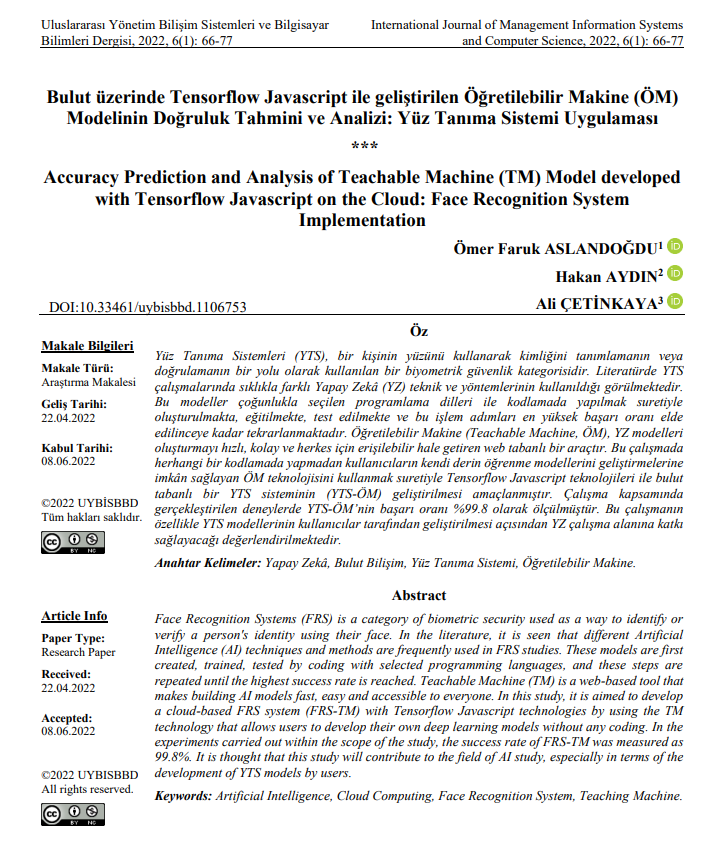 Uluslararası Yönetim Bilişim Sistemleri ve Bilgisayar
Bilimleri Dergisi, 2022, 6(1): 66-77
International Journal of Management Information Systems
and Computer Science, 2022, 6(1): 66-77
Bulut üzerinde Tensorflow Javascript ile geliştirilen Öğretilebilir Makine (ÖM)
Modelinin Doğruluk Tahmini ve Analizi: Yüz Tanıma Sistemi Uygulaması
***
Accuracy Prediction and Analysis of Teachable Machine (TM) Model developed
with Tensorflow Javascript on the Cloud: Face Recognition System
Implementation
Ömer Faruk ASLANDOĞDU¹ iD
Hakan AYDIN² iD
DOI:10.33461/uybisbbd.1106753
Ali ÇETİNKAYA³ iD
Makale Bilgileri
Makale Türü:
Araştırma Makalesi
Geliş Tarihi:
22.04.2022
Kabul Tarihi:
08.06.2022
©2022 UYBİSBBD
Tüm hakları saklıdır.
cc BY NC
Öz
Yüz Tanıma Sistemleri (YTS), bir kişinin yüzünü kullanarak kimliğini tanımlamanın veya
doğrulamanın bir yolu olarak kullanılan bir biyometrik güvenlik kategorisidir. Literatürde YTS
çalışmalarında sıklıkla farklı Yapay Zekâ (YZ) teknik ve yöntemlerinin kullanıldığı görülmektedir.
Bu modeller çoğunlukla seçilen programlama dilleri ile kodlamada yapılmak suretiyle
oluşturulmakta, eğitilmekte, test edilmekte ve bu işlem adımları en yüksek başarı oranı elde
edilinceye kadar tekrarlanmaktadır. Öğretilebilir Makine (Teachable Machine, ÖM), YZ modelleri
oluşturmayı hızlı, kolay ve herkes için erişilebilir hale getiren web tabanlı bir araçtır. Bu çalışmada
herhangi bir kodlamada yapmadan kullanıcıların kendi derin öğrenme modellerini geliştirmelerine
imkân sağlayan ÖM teknolojisini kullanmak suretiyle Tensorflow Javascript teknolojileri ile bulut
tabanlı bir YTS sisteminin (YTS-ÖM) geliştirilmesi amaçlanmıştır. Çalışma kapsamında
gerçekleştirilen deneylerde YTS-ÖM’nin başarı oranı %99.8 olarak ölçülmüştür. Bu çalışmanın
özellikle YTS modellerinin kullanıcılar tarafından geliştirilmesi açısından YZ çalışma alanına katkı
sağlayacağı değerlendirilmektedir.
Anahtar Kelimeler: Yapay Zekâ, Bulut Bilişim, Yüz Tanıma Sistemi, Öğretilebilir Makine.
Article Info
Paper Type:
Research Paper
Received:
22.04.2022
Accepted:
08.06.2022
©2022 UYBISBBD
All rights reserved.
cc BY NC
Abstract
Face Recognition Systems (FRS) is a category of biometric security used as a way to identify or
verify a person's identity using their face. In the literature, it is seen that different Artificial
Intelligence (AI) techniques and methods are frequently used in FRS studies. These models are first
created, trained, tested by coding with selected programming languages, and these steps are
repeated until the highest success rate is reached. Teachable Machine (TM) is a web-based tool that
makes building AI models fast, easy and accessible to everyone. In this study, it is aimed to develop
a cloud-based FRS system (FRS-TM) with Tensorflow Javascript technologies by using the TM
technology that allows users to develop their own deep learning models without any coding. In the
experiments carried out within the scope of the study, the success rate of FRS-TM was measured as
99.8%. It is thought that this study will contribute to the field of AI study, especially in terms of the
development of YTS models by users.
Keywords: Artificial Intelligence, Cloud Computing, Face Recognition System, Teaching Machine.